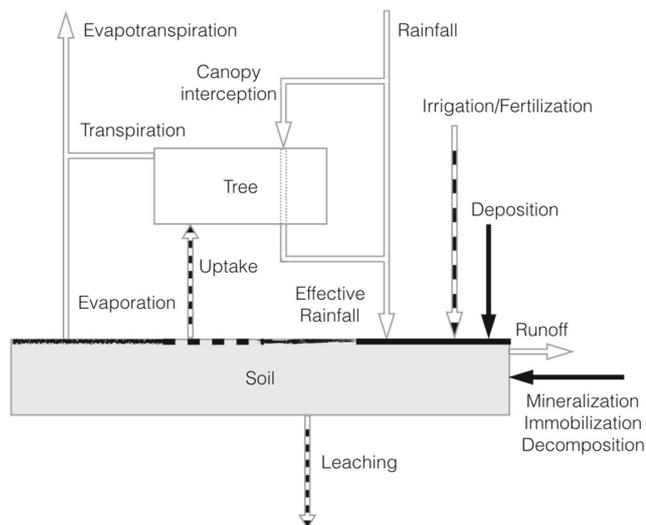 Evapotranspiration
Rainfall
Canopy
interception
Irrigation/Fertilization
Transpiration
Tree
Deposition
Uptake
Evaporation
Effective
Rainfall
Runoff
Soil
Mineralization
Immobilization
Decomposition
Leaching